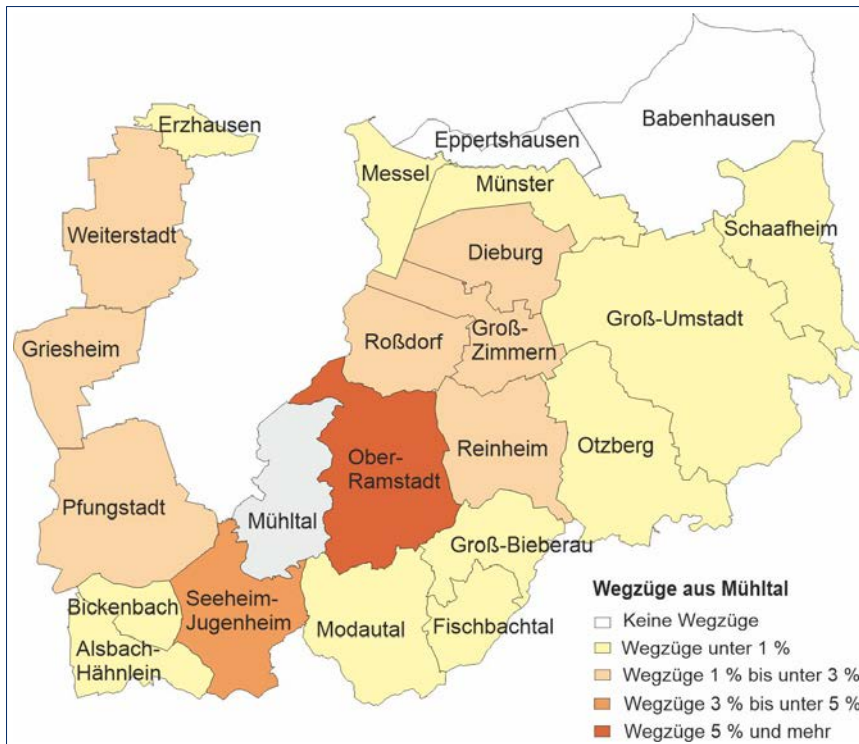 Erzhausen
Eppertshausen
Babenhausen
Messel
Münster
Schaafheim
Weiterstadt
Dieburg
Groß-Umstadt
Griesheim
Roßdorf
Groß-
Zimmern
Otzberg
Reinheim
Ober-
Ramstadt
Pfungstadt
Mühltal
Groß-Bieberau
Bickenbach
Seeheim-
Jugenheim
Modautal
Fischbachtal
Alsbach-
Hähnlein
Wegzüge aus Mühltal
Keine Wegzüge
Wegzüge unter 1 %
Wegzüge 1 % bis unter 3 %
Wegzüge 3 % bis unter 5 %
Wegzüge 5 % und mehr